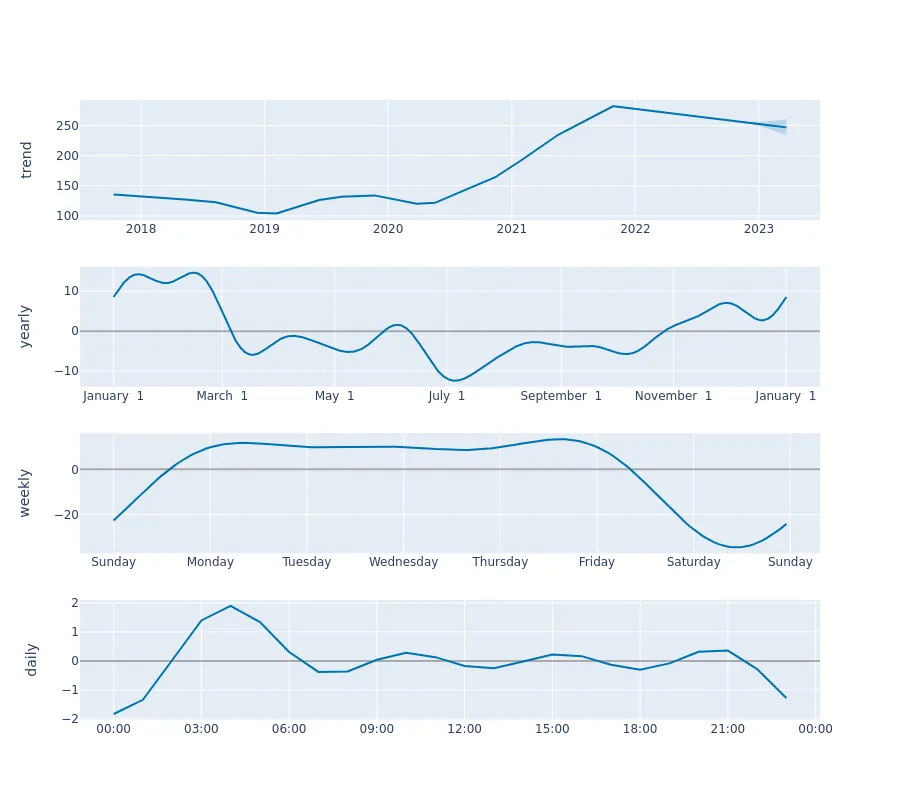 trend
250
200
150
100
2018 2019 2020 2021 2022 2023
yearly
10
0
−10
January 1 March 1 May 1 July 1 September 1 November 1 January 1
weekly
0
−20
Sunday Monday Tuesday Wednesday Thursday Friday Saturday Sunday
daily
2
1
0
−1
−2
00:00 03:00 06:00 09:00 12:00 15:00 18:00 21:00 00:00